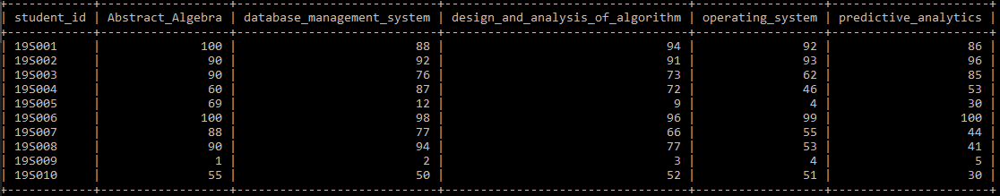 +------------+------------------+----------------------------+----------------------------------+------------------+----------------------+
| student_id | Abstract_Algebra | database_management_system | design_and_analysis_of_algorithm | operating_system | predictive_analytics |
+------------+------------------+----------------------------+----------------------------------+------------------+----------------------+
| 19S001     |              100 |                         88 |                               94 |               92 |                   86 |
| 19S002     |               90 |                         92 |                               91 |               93 |                   96 |
| 19S003     |               90 |                         76 |                               73 |               62 |                   85 |
| 19S004     |               60 |                         87 |                               72 |               46 |                   53 |
| 19S005     |               69 |                         12 |                                9 |                4 |                   30 |
| 19S006     |              100 |                         98 |                               96 |               99 |                  100 |
| 19S007     |               88 |                         77 |                               66 |               55 |                   44 |
| 19S008     |               90 |                         94 |                               77 |               53 |                   41 |
| 19S009     |                1 |                          2 |                                3 |                4 |                    5 |
| 19S010     |               55 |                         50 |                               52 |               51 |                   30 |
+------------+------------------+----------------------------+----------------------------------+------------------+----------------------+